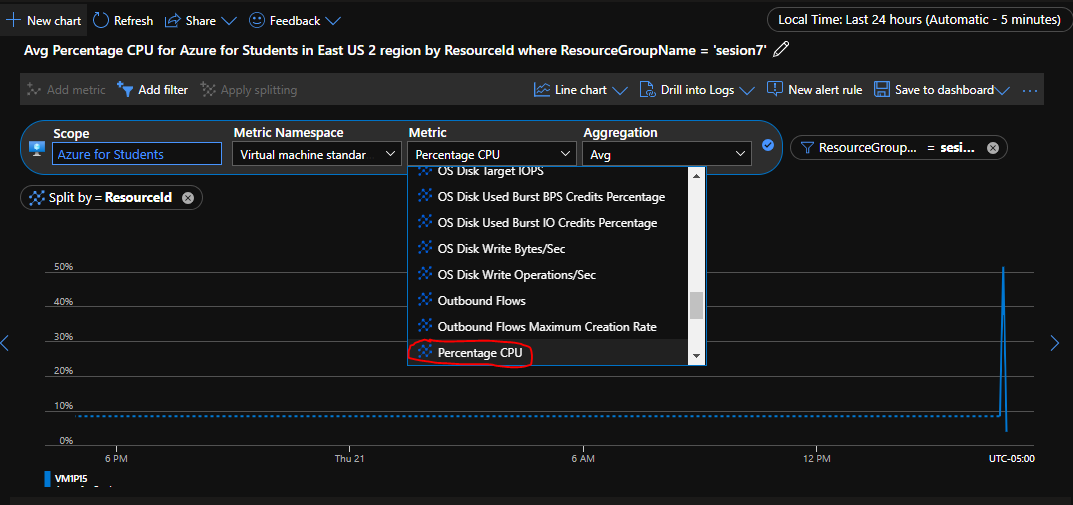 New chart Refresh Share Feedback Local Time: Last 24 hours (Automatic - 5 minutes)
Avg Percentage CPU for Azure for Students in East US 2 region by ResourceId where ResourceGroupName = 'sesion7'
Add metric Add filter Apply splitting Line chart Drill into Logs New alert rule Save to dashboard ...
Scope Metric Namespace Metric Aggregation
Azure for Students Virtual machine standar... Percentage CPU Avg ResourceGroup... = sesi...
OS Disk Target IOPS
Split by = ResourceId OS Disk Used Burst BPS Credits Percentage
OS Disk Used Burst IO Credits Percentage
OS Disk Write Bytes/Sec
OS Disk Write Operations/Sec
Outbound Flows
Outbound Flows Maximum Creation Rate
Percentage CPU
50%
40%
30%
20%
10%
0%
6 PM Thu 21 6 AM 12 PM UTC-05:00
VM1P15